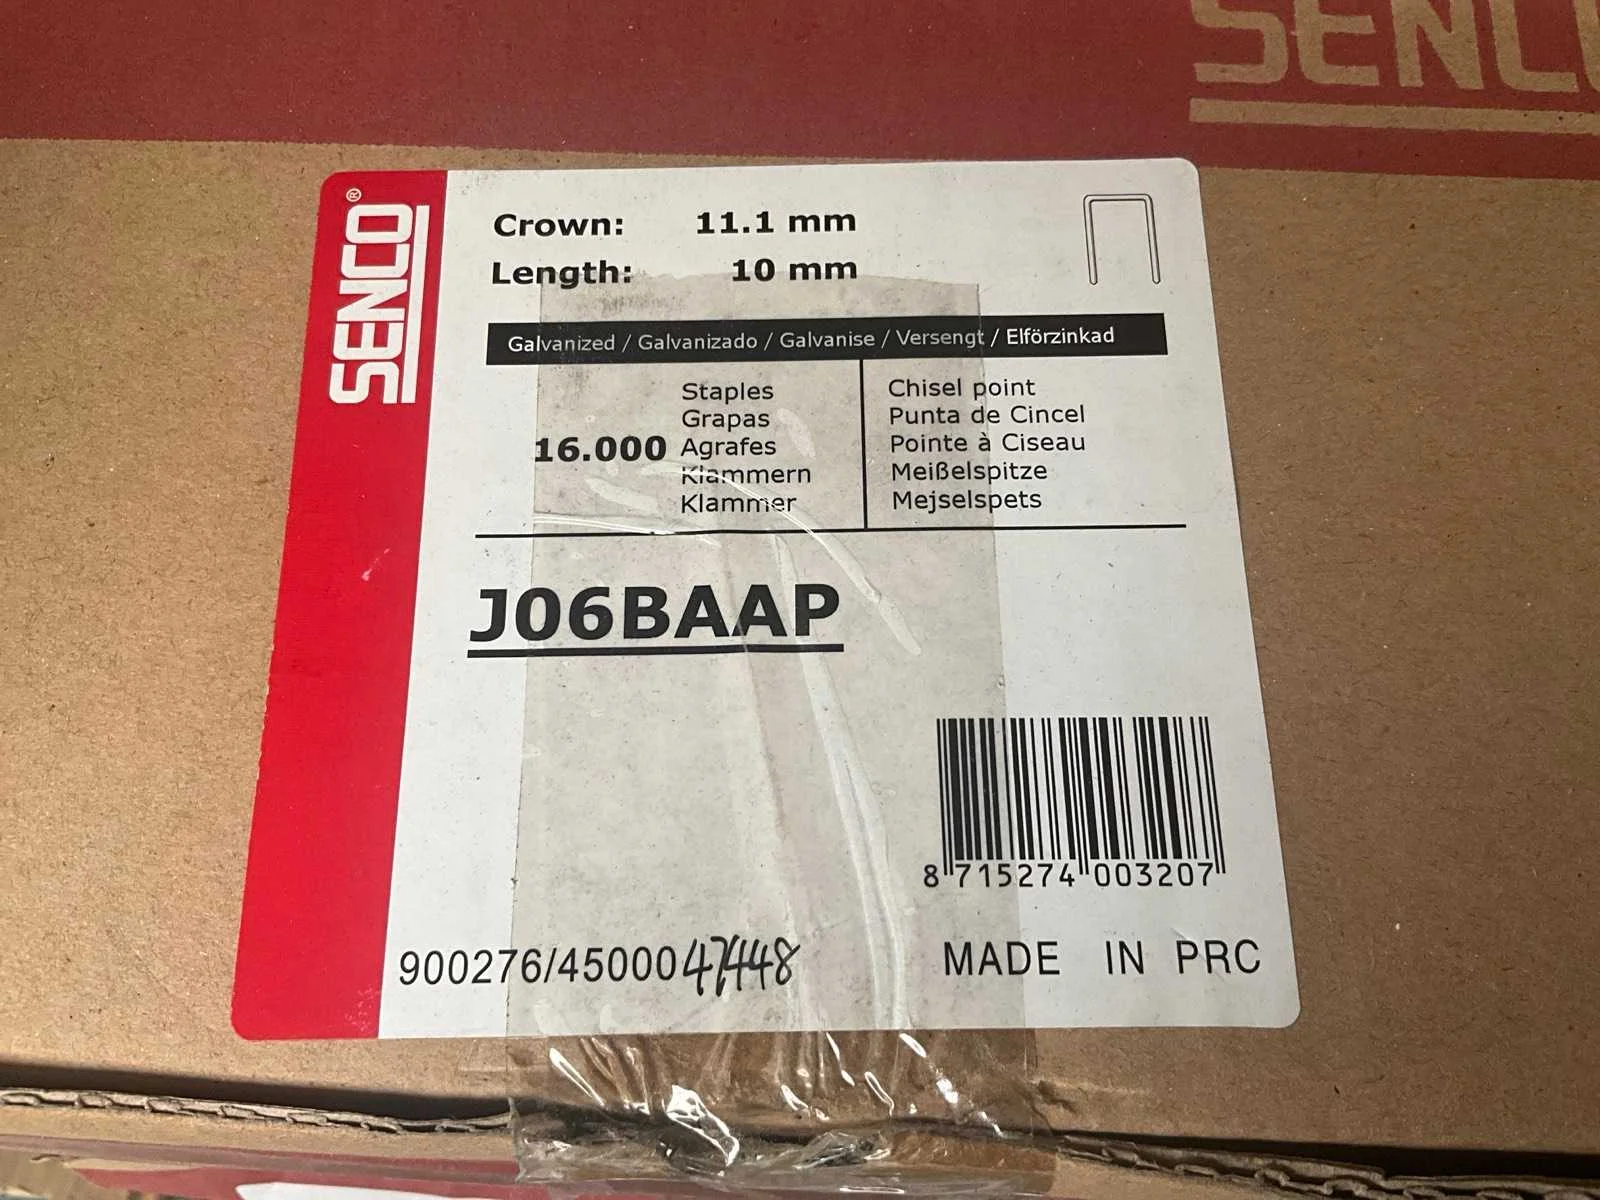 SENCO
SENCO®
Crown: 11.1 mm
Length: 10 mm
Galvanized / Galvanizado / Galvanise / Versengt / Elförzinkad
16.000
Staples
Grapas
Agrafes
Klammern
Klammer
Chisel point
Punta de Cincel
Pointe à Ciseau
Meißelspitze
Mejselspets
J06BAAP
8 715274 003207
900276/45000 47448
MADE IN PRC